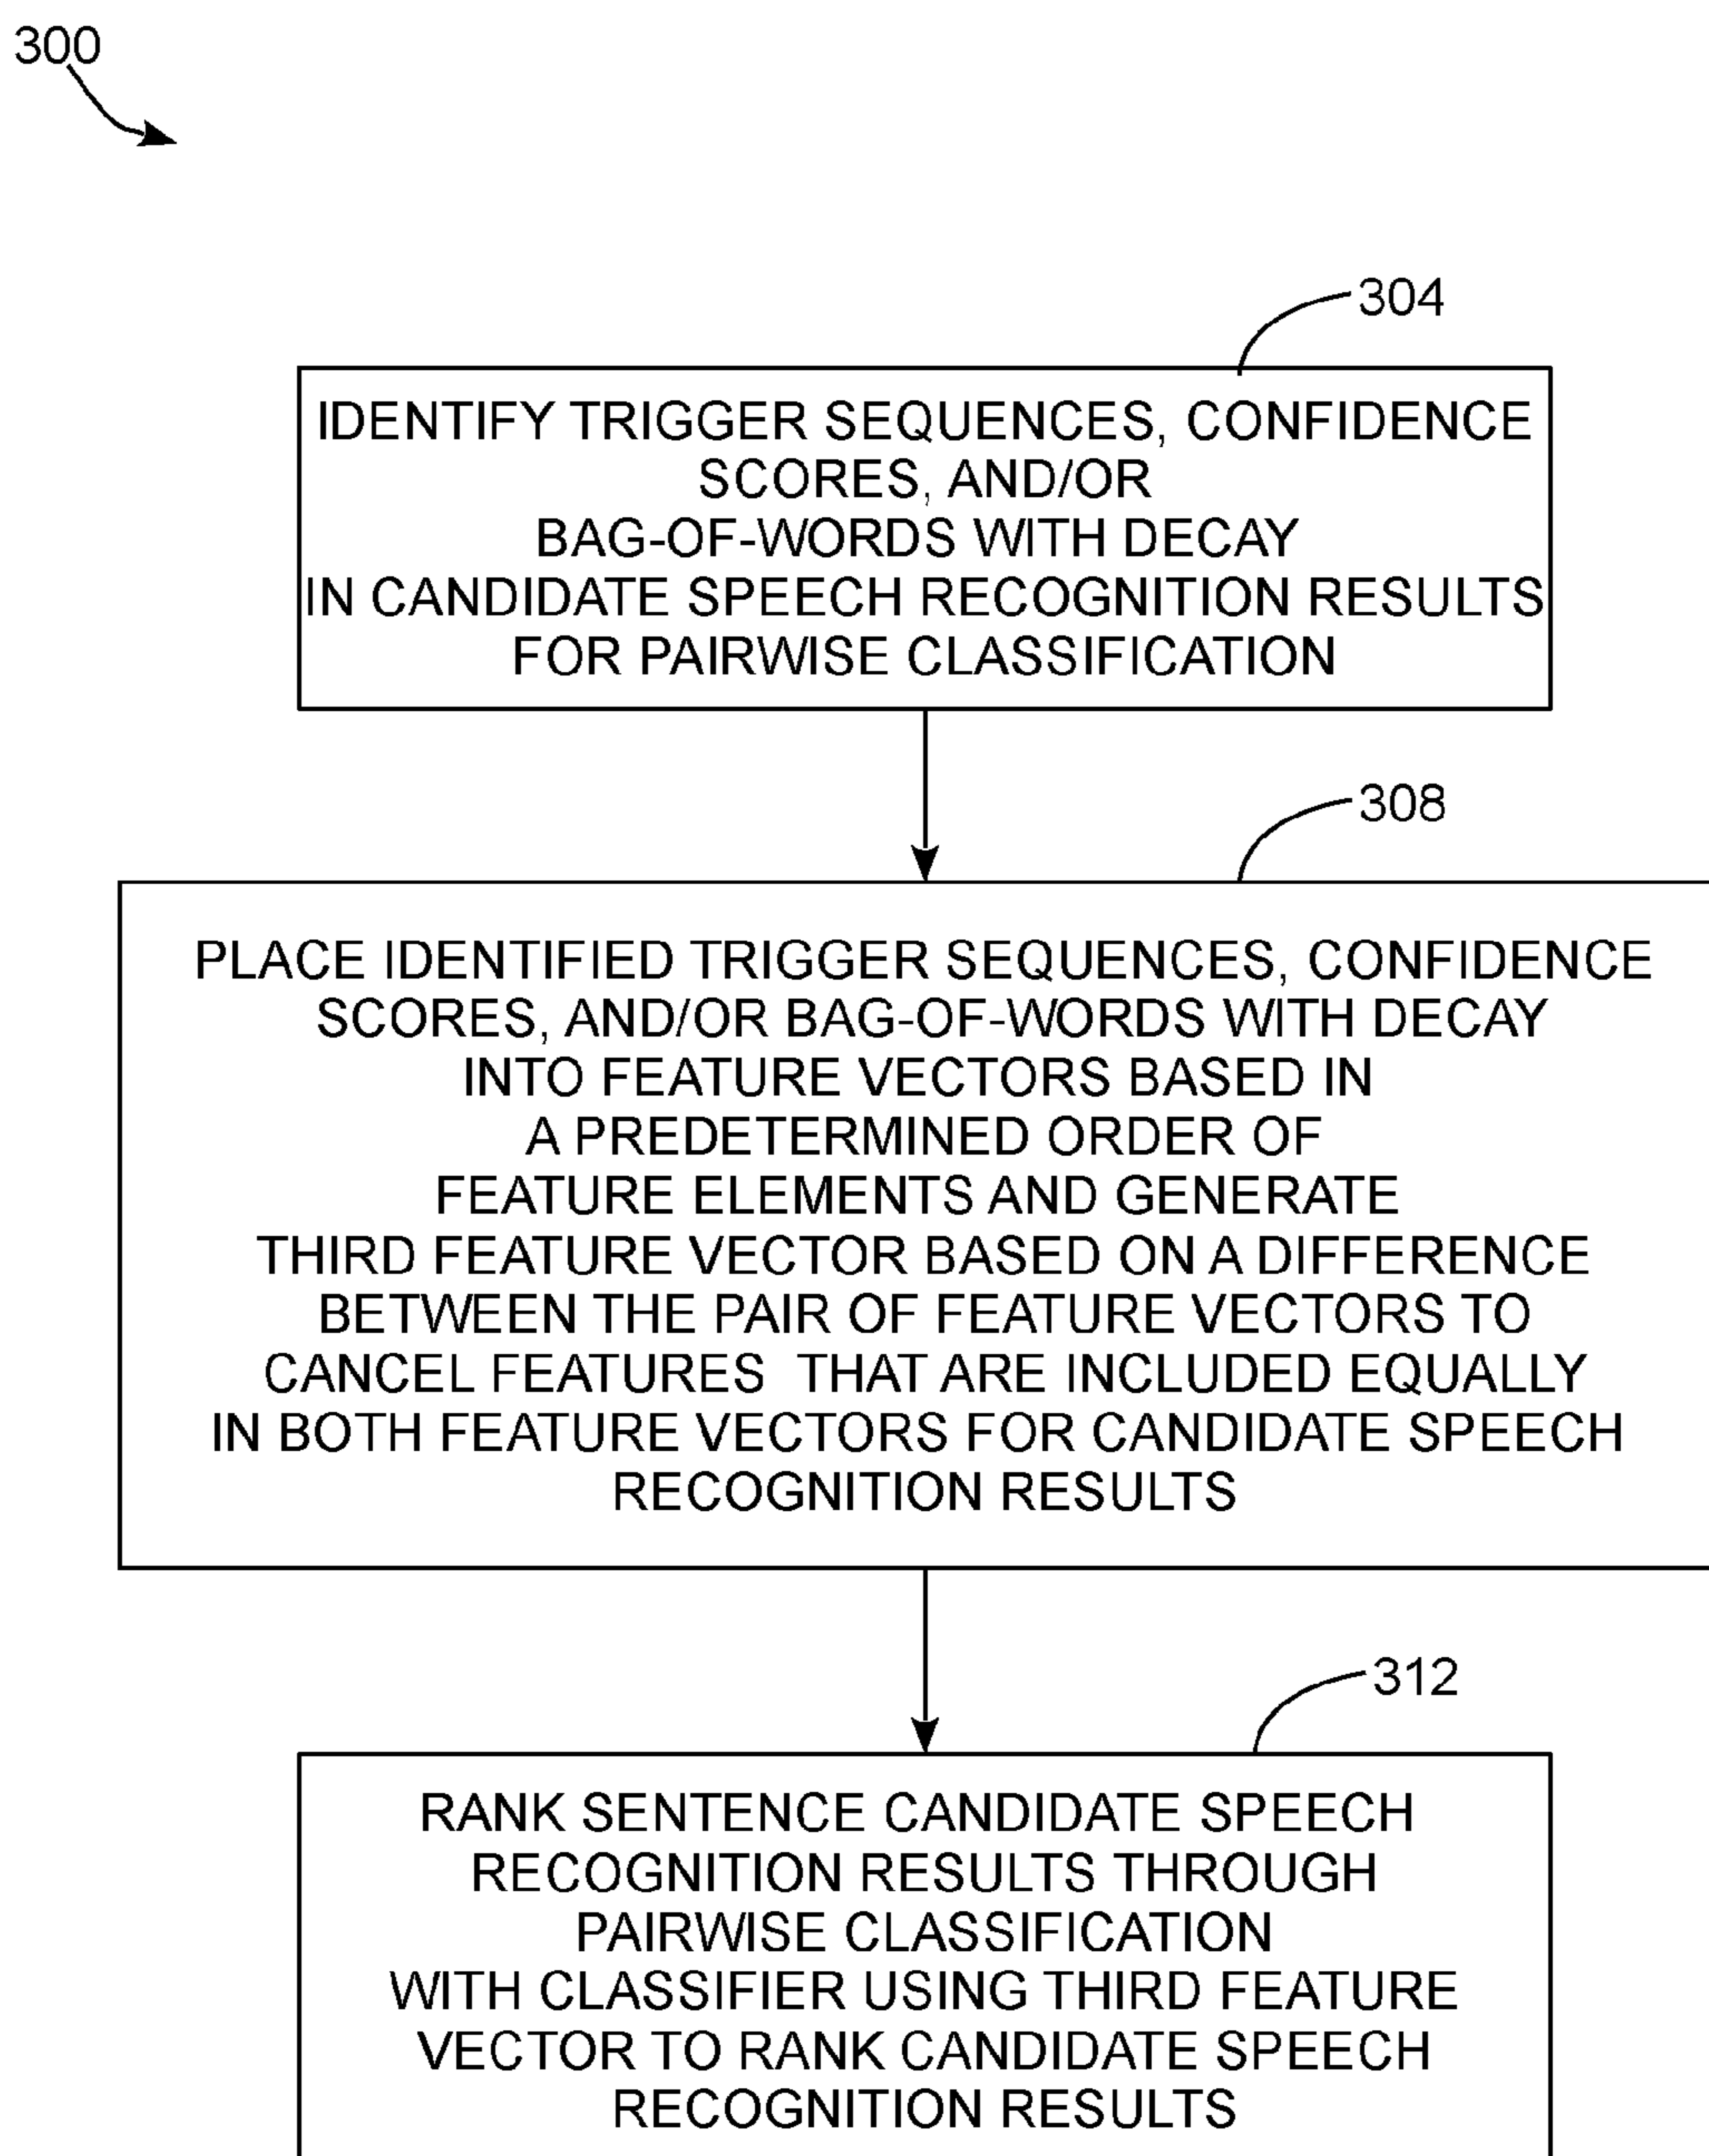 300
304
IDENTIFY TRIGGER SEQUENCES, CONFIDENCE
SCORES, AND/OR
BAG-OF-WORDS WITH DECAY
IN CANDIDATE SPEECH RECOGNITION RESULTS
FOR PAIRWISE CLASSIFICATION
308
PLACE IDENTIFIED TRIGGER SEQUENCES, CONFIDENCE
SCORES, AND/OR BAG-OF-WORDS WITH DECAY
INTO FEATURE VECTORS BASED IN
A PREDETERMINED ORDER OF
FEATURE ELEMENTS AND GENERATE
THIRD FEATURE VECTOR BASED ON A DIFFERENCE
BETWEEN THE PAIR OF FEATURE VECTORS TO
CANCEL FEATURES THAT ARE INCLUDED EQUALLY
IN BOTH FEATURE VECTORS FOR CANDIDATE SPEECH
RECOGNITION RESULTS
312
RANK SENTENCE CANDIDATE SPEECH
RECOGNITION RESULTS THROUGH
PAIRWISE CLASSIFICATION
WITH CLASSIFIER USING THIRD FEATURE
VECTOR TO RANK CANDIDATE SPEECH
RECOGNITION RESULTS